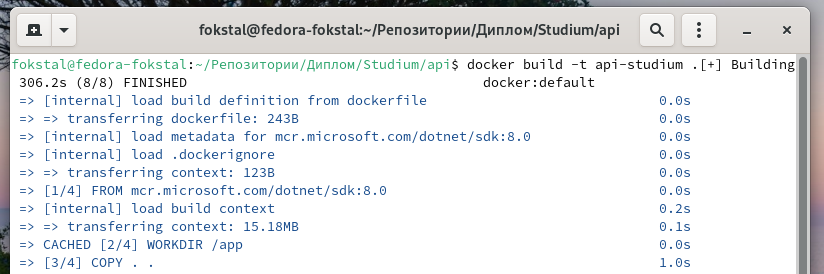 fokstal@fedora-fokstal:~/Репозитории/Диплом/Studium/api
fokstal@fedora-fokstal:~/Репозитории/Диплом/Studium/api$ docker build -t api-studium .[+] Building
306.2s (8/8) FINISHED docker:default
=> [internal] load build definition from dockerfile 0.0s
=> => transferring dockerfile: 243B 0.0s
=> [internal] load metadata for mcr.microsoft.com/dotnet/sdk:8.0 0.0s
=> [internal] load .dockerignore 0.0s
=> => transferring context: 123B 0.0s
=> [1/4] FROM mcr.microsoft.com/dotnet/sdk:8.0 0.0s
=> [internal] load build context 0.2s
=> => transferring context: 15.18MB 0.1s
=> CACHED [2/4] WORKDIR /app 0.0s
=> [3/4] COPY . . 1.0s